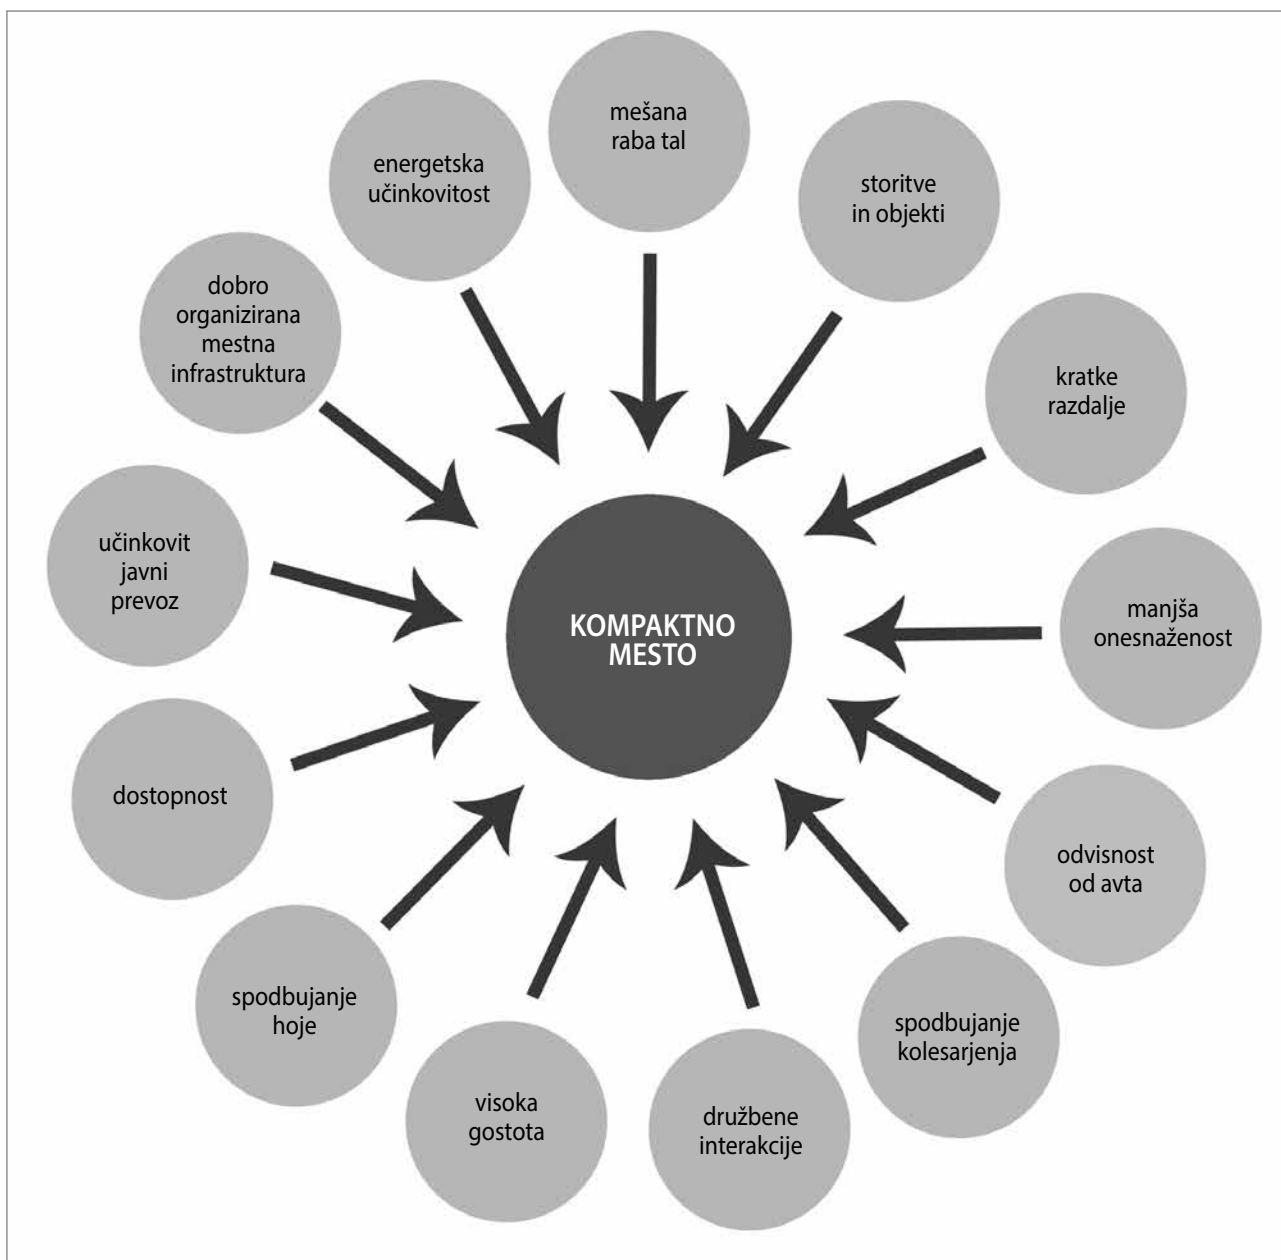 mešana
raba tal
storitve
in objekti
kratke
razdalje
manjša
onesnaženost
odvisnost
od avta
spodbujanje
kolesarjenja
družbene
interakcije
visoka
gostota
spodbujanje
hoje
dostopnost
učinkovit
javni
prevoz
dobro
organizirana
mestna
infrastruktura
energetska
učinkovitost
KOMPAKTNO
MESTO